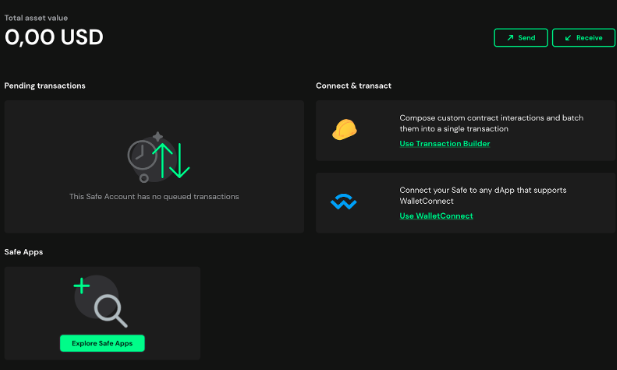 Total asset value
0,00 USD
Send
Receive
Pending transactions
Connect & transact
This Safe Account has no queued transactions
Compose custom contract interactions and batch
them into a single transaction
Use Transaction Builder
Connect your Safe to any dApp that supports
WalletConnect
Use WalletConnect
Safe Apps
Explore Safe Apps